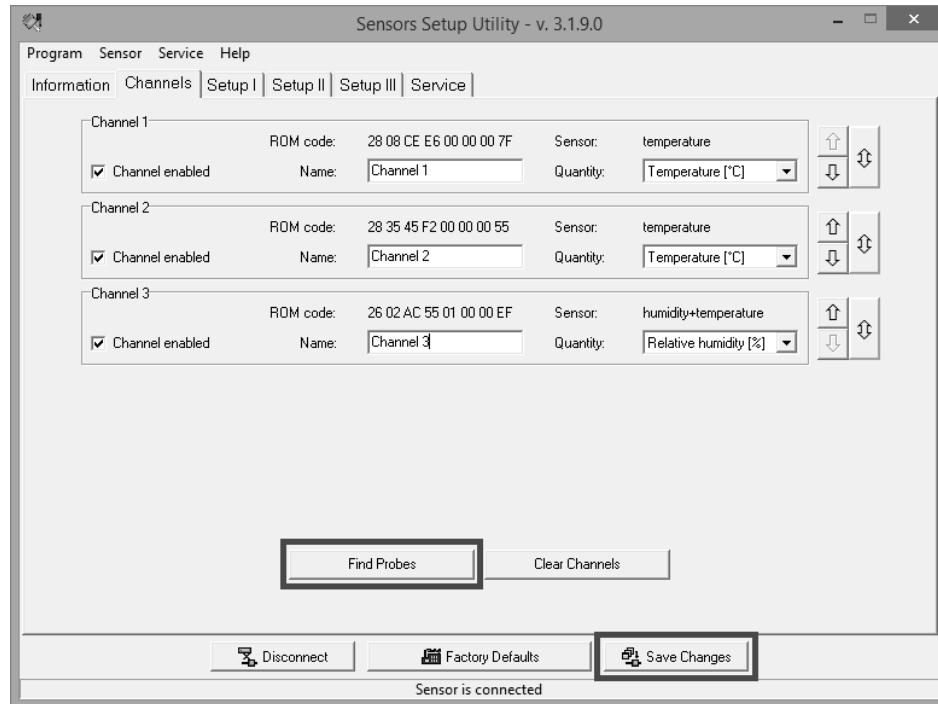 Sensors Setup Utility - v. 3.1.9.0
Program Sensor Service Help
Information Channels Setup I Setup II Setup III Service
Channel 1
ROM code: 28 08 CE E6 00 00 00 7F Sensor: temperature
Channel enabled Name: Channel 1 Quantity: Temperature [°C]
Channel 2
ROM code: 28 35 45 F2 00 00 00 55 Sensor: temperature
Channel enabled Name: Channel 2 Quantity: Temperature [°C]
Channel 3
ROM code: 26 02 AC 55 01 00 00 EF Sensor: humidity+temperature
Channel enabled Name: Channel 3 Quantity: Relative humidity [%]
Find Probes Clear Channels
Disconnect Factory Defaults Save Changes
Sensor is connected